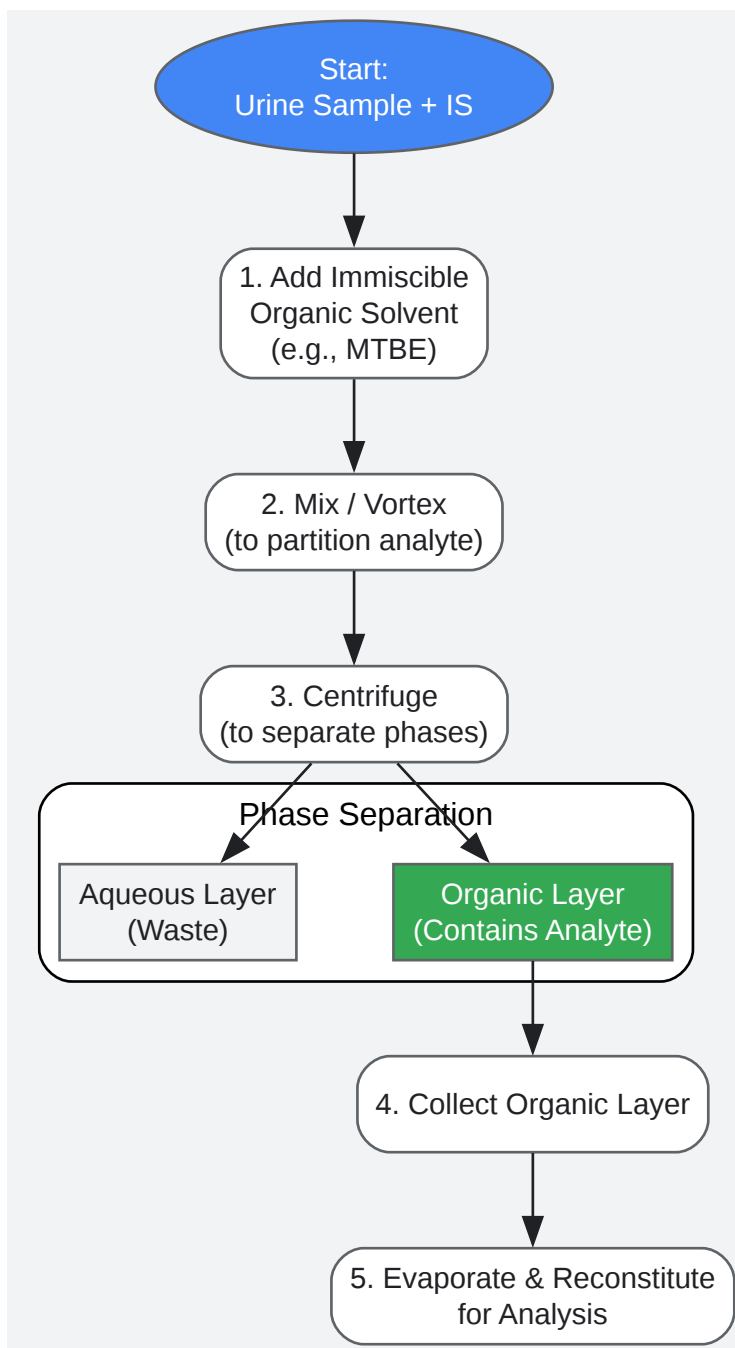 Start:
Urine Sample + IS
1. Add Immiscible
Organic Solvent
(e.g., MTBE)
2. Mix / Vortex
(to partition analyte)
3. Centrifuge
(to separate phases)
Phase Separation
Aqueous Layer
(Waste)
Organic Layer
(Contains Analyte)
4. Collect Organic Layer
5. Evaporate & Reconstitute
for Analysis